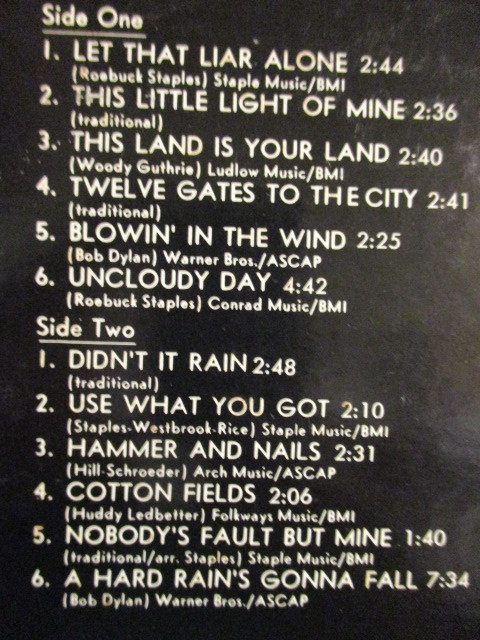 Side One
1. LET THAT LIAR ALONE 2:44
(Roebuck Staples) Staple Music/BMI
2. THIS LITTLE LIGHT OF MINE 2:36
(traditional)
3. THIS LAND IS YOUR LAND 2:40
(Woody Guthrie) Ludlow Music/BMI
4. TWELVE GATES TO THE CITY 2:41
(traditional)
5. BLOWIN' IN THE WIND 2:25
(Bob Dylan) Warner Bros./ASCAP
6. UNCLOUDY DAY 4:42
(Roebuck Staples) Conrad Music/BMI
Side Two
1. DIDN'T IT RAIN 2:48
(traditional)
2. USE WHAT YOU GOT 2:10
(Staples-Westbrook-Rice) Staple Music/BMI
3. HAMMER AND NAILS 2:31
(Hill-Schroeder) Arch Music/ASCAP
4. COTTON FIELDS 2:06
(Huddy Ledbetter) Folkways Music/BMI
5. NOBODY'S FAULT BUT MINE 1:40
(traditional/arr. Staples) Staple Music/BMI
6. A HARD RAIN'S GONNA FALL 7:34
(Bob Dylan) Warner Bros./ASCAP